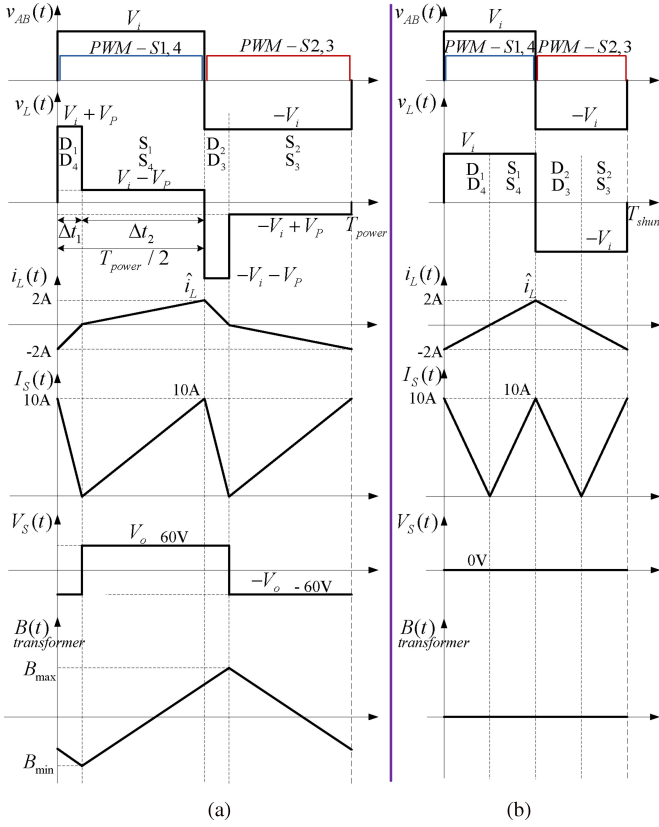 v_AB(t)
V_i
PWM − S1,4
PWM − S2,3
v_L(t)
V_i + V_P
−V_i
D_1
D_4
S_1
S_4
D_2
D_3
S_2
S_3
V_i − V_P
Δt_1
Δt_2
−V_i + V_P
T_power
T_power / 2
−V_i − V_P
i_L(t)
î_L
2A
-2A
I_S(t)
10A
10A
V_S(t)
V_o 60V
−V_o - 60V
B(t)
transformer
B_max
B_min
(a)
v_AB(t)
V_i
PWM − S1,4
PWM − S2,3
v_L(t)
−V_i
V_i
D_1
D_4
S_1
S_4
D_2
D_3
S_2
S_3
T_shun
−V_i
i_L(t)
î_L
2A
-2A
I_S(t)
10A
10A
V_S(t)
0V
B(t)
transformer
(b)